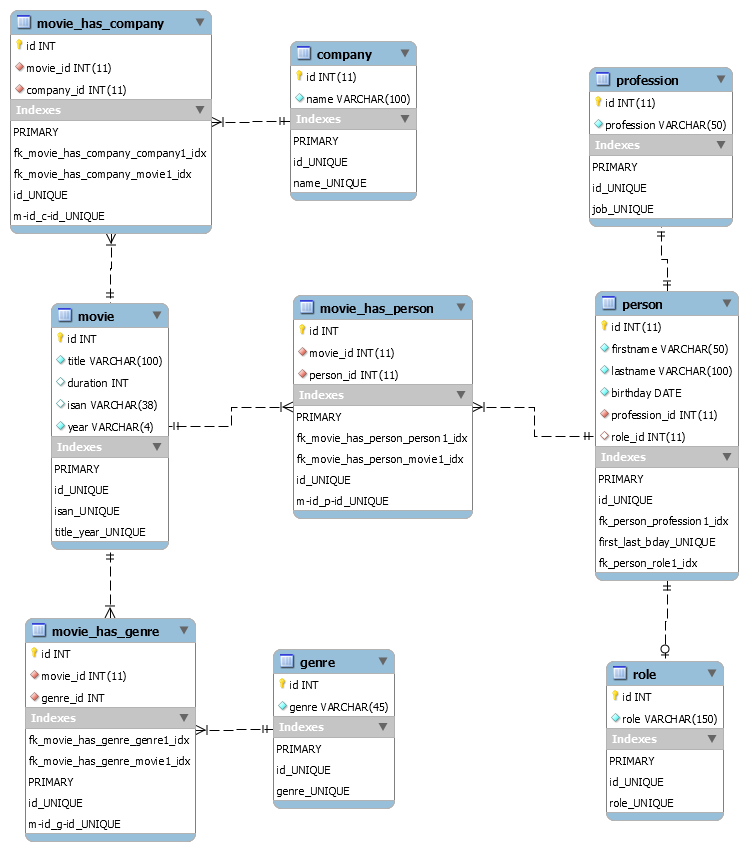 movie_has_company
id INT
movie_id INT(11)
company_id INT(11)
Indexes
PRIMARY
fk_movie_has_company_company1_idx
fk_movie_has_company_movie1_idx
id_UNIQUE
m-id_c-id_UNIQUE
company
id INT(11)
name VARCHAR(100)
Indexes
PRIMARY
id_UNIQUE
name_UNIQUE
profession
id INT(11)
profession VARCHAR(50)
Indexes
PRIMARY
id_UNIQUE
job_UNIQUE
movie
id INT
title VARCHAR(100)
duration INT
isan VARCHAR(38)
year VARCHAR(4)
Indexes
PRIMARY
id_UNIQUE
isan_UNIQUE
title_year_UNIQUE
movie_has_person
id INT
movie_id INT(11)
person_id INT(11)
Indexes
PRIMARY
fk_movie_has_person_person1_idx
fk_movie_has_person_movie1_idx
id_UNIQUE
m-id_p-id_UNIQUE
person
id INT(11)
firstname VARCHAR(50)
lastname VARCHAR(100)
birthday DATE
profession_id INT(11)
role_id INT(11)
Indexes
PRIMARY
id_UNIQUE
fk_person_profession1_idx
first_last_bday_UNIQUE
fk_person_role1_idx
movie_has_genre
id INT
movie_id INT(11)
genre_id INT
Indexes
fk_movie_has_genre_genre1_idx
fk_movie_has_genre_movie1_idx
PRIMARY
id_UNIQUE
m-id_g-id_UNIQUE
genre
id INT
genre VARCHAR(45)
Indexes
PRIMARY
id_UNIQUE
genre_UNIQUE
role
id INT
role VARCHAR(150)
Indexes
PRIMARY
id_UNIQUE
role_UNIQUE